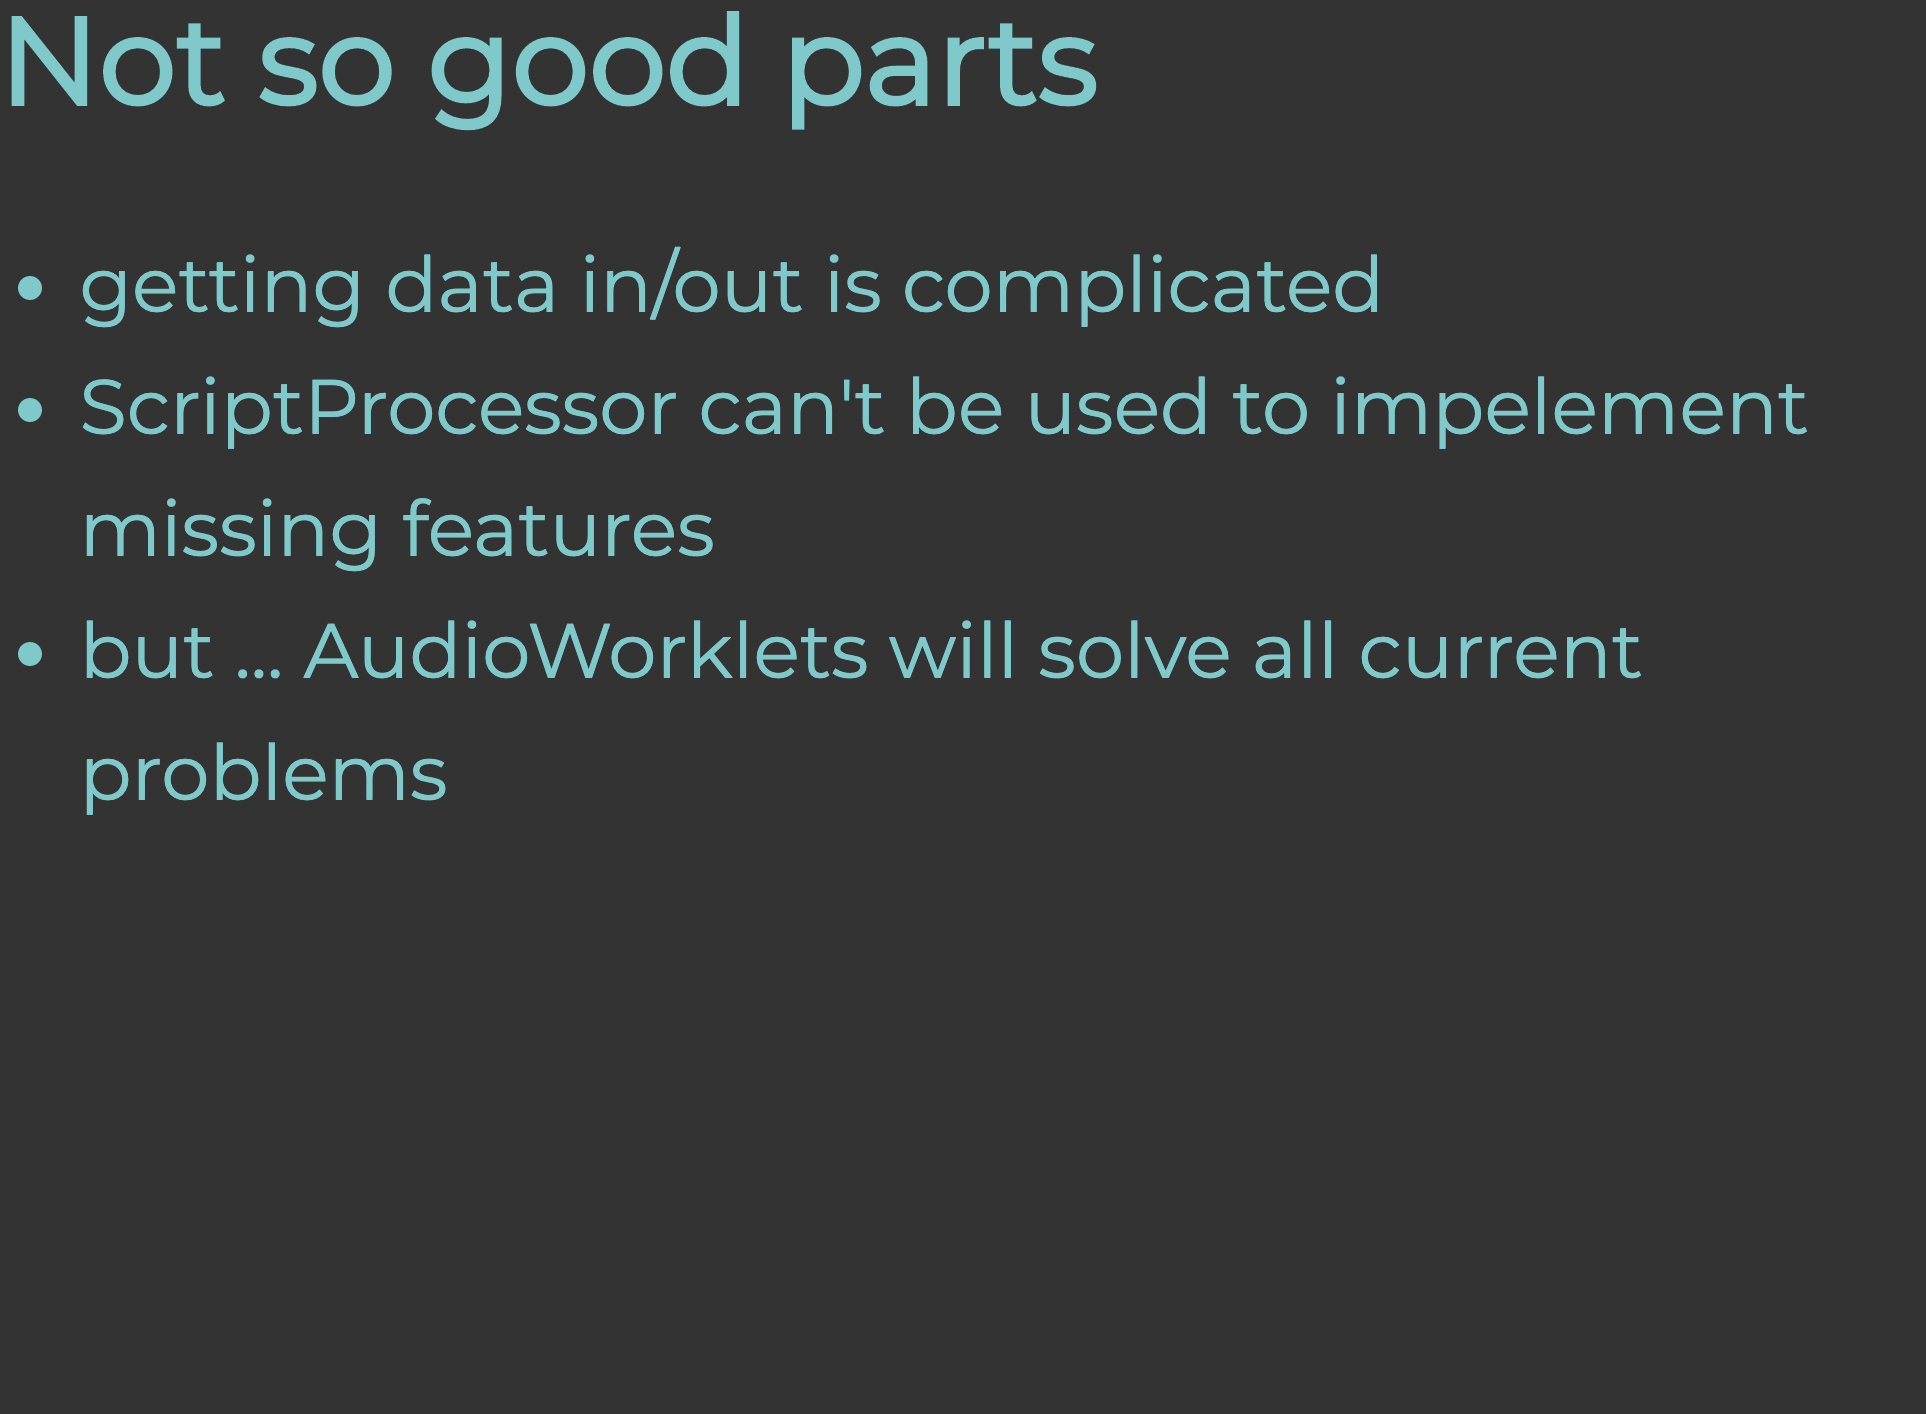 Not so good parts
• getting data in/out is complicated
• ScriptProcessor can't be used to impelement
missing features
• but ... AudioWorklets will solve all current
problems